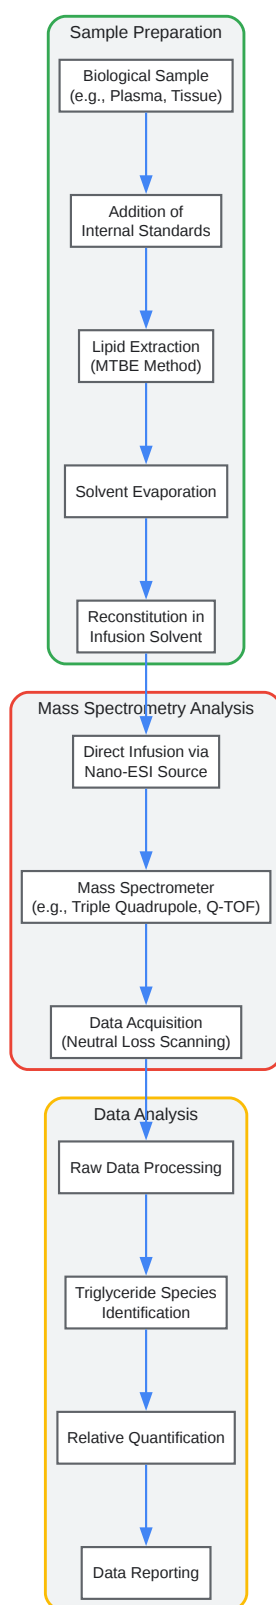 Sample Preparation
Biological Sample
(e.g., Plasma, Tissue)
Addition of
Internal Standards
Lipid Extraction
(MTBE Method)
Solvent Evaporation
Reconstitution in
Infusion Solvent
Mass Spectrometry Analysis
Direct Infusion via
Nano-ESI Source
Mass Spectrometer
(e.g., Triple Quadrupole, Q-TOF)
Data Acquisition
(Neutral Loss Scanning)
Data Analysis
Raw Data Processing
Triglyceride Species
Identification
Relative Quantification
Data Reporting